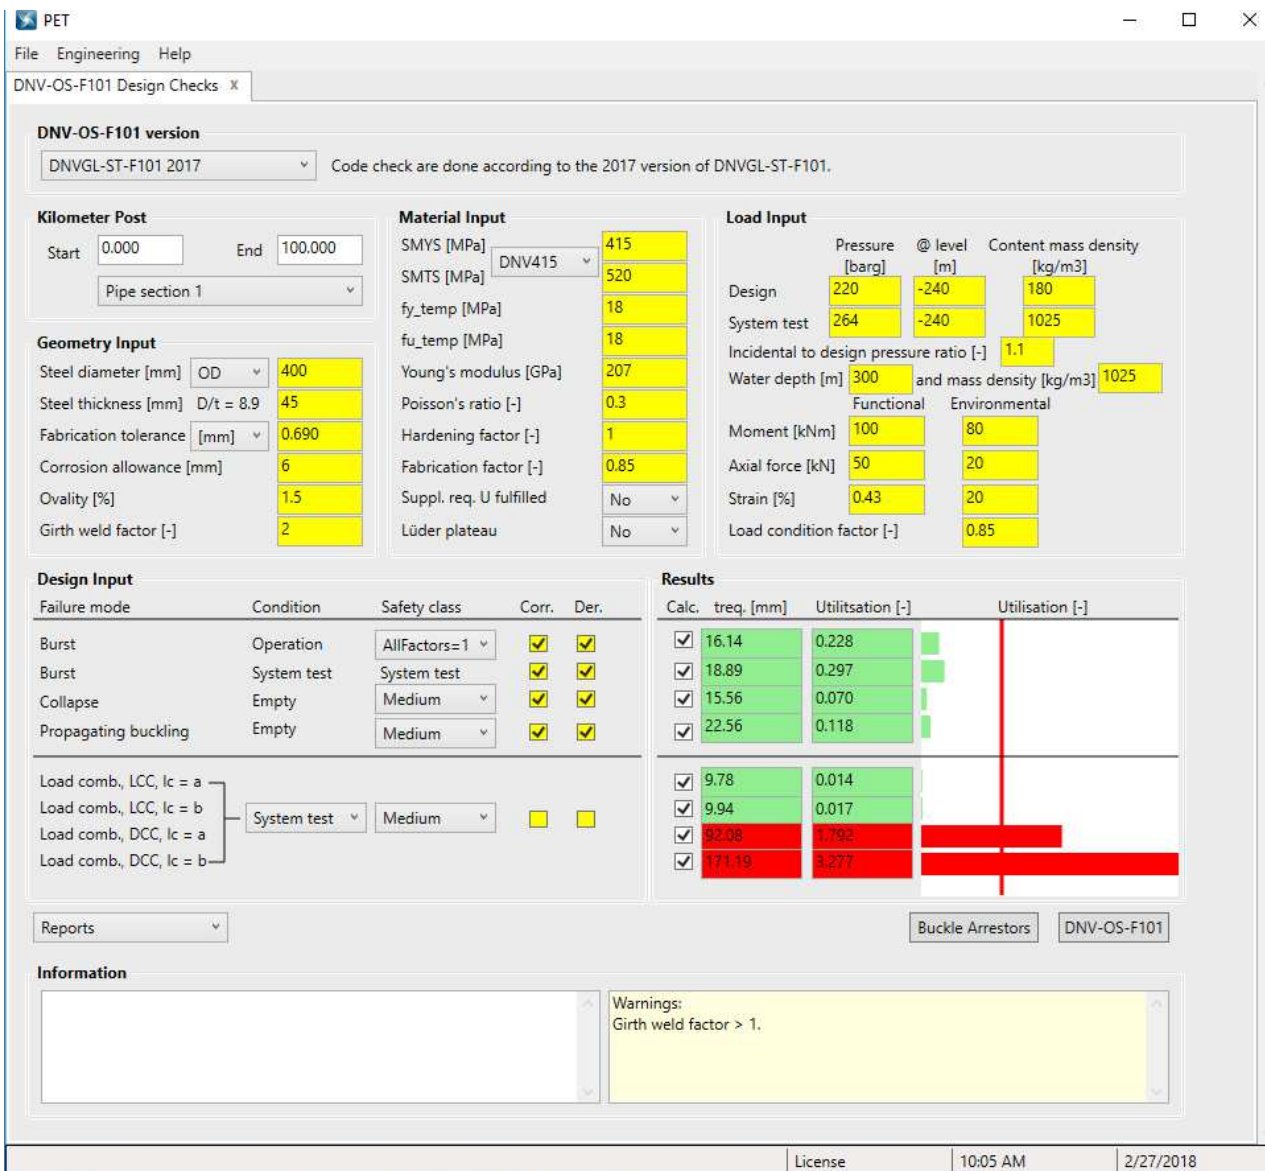 PET
File Engineering Help
DNV-OS-F101 Design Checks x
DNV-OS-F101 version
DNVGL-ST-F101 2017 Code check are done according to the 2017 version of DNVGL-ST-F101.
Kilometer Post
Start 0.000 End 100.000
Pipe section 1
Geometry Input
Steel diameter [mm] OD 400
Steel thickness [mm] D/t = 8.9 45
Fabrication tolerance [mm] 0.690
Corrosion allowance [mm] 6
Ovality [%] 1.5
Girth weld factor [-] 2
Material Input
SMYS [MPa] 415
DNV415
SMTS [MPa] 520
fy_temp [MPa] 18
fu_temp [MPa] 18
Young's modulus [GPa] 207
Poisson's ratio [-] 0.3
Hardening factor [-] 1
Fabrication factor [-] 0.85
Suppl. req. U fulfilled No
Lüder plateau No
Load Input
Pressure @ level Content mass density
[barg] [m] [kg/m3]
Design 220 -240 180
System test 264 -240 1025
Incidental to design pressure ratio [-] 1.1
Water depth [m] 300 and mass density [kg/m3] 1025
Functional Environmental
Moment [kNm] 100 80
Axial force [kN] 50 20
Strain [%] 0.43 20
Load condition factor [-] 0.85
Design Input
Failure mode Condition Safety class Corr. Der.
Burst Operation AllFactors=1
Burst System test System test
Collapse Empty Medium
Propagating buckling Empty Medium
Load comb., LCC, lc = a
Load comb., LCC, lc = b
System test Medium
Load comb., DCC, lc = a
Load comb., DCC, lc = b
Results
Calc. treq. [mm] Utilitsation [-] Utilisation [-]
16.14 0.228
18.89 0.297
15.56 0.070
22.56 0.118
9.78 0.014
9.94 0.017
92.08 1.792
171.19 3.277
Reports Buckle Arrestors DNV-OS-F101
Information
Warnings:
Girth weld factor > 1.
License 10:05 AM 2/27/2018